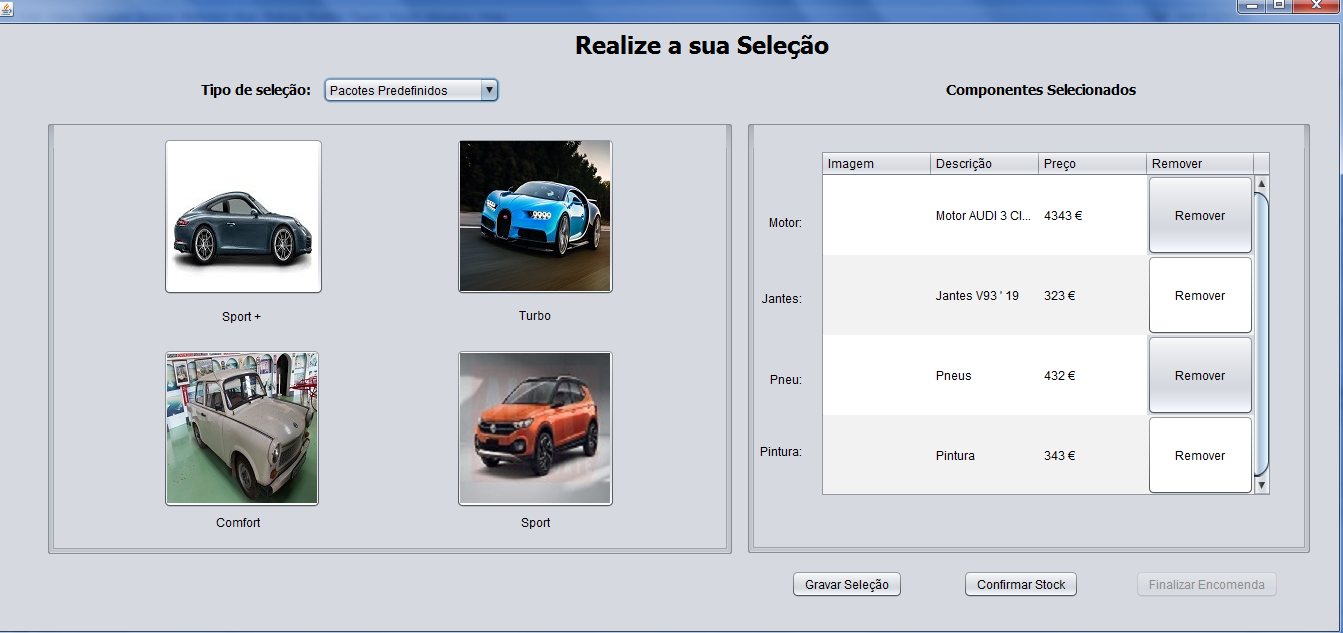 Realize a sua Seleção
Tipo de seleção: Pacotes Predefinidos
Componentes Selecionados
Sport +
Turbo
Comfort
Sport
Imagem Descrição Preço Remover
Motor: Motor AUDI 3 Cl... 4343 € Remover
Jantes: Jantes V93 ' 19 323 € Remover
Pneu: Pneus 432 € Remover
Pintura: Pintura 343 € Remover
Gravar Seleção Confirmar Stock Finalizar Encomenda